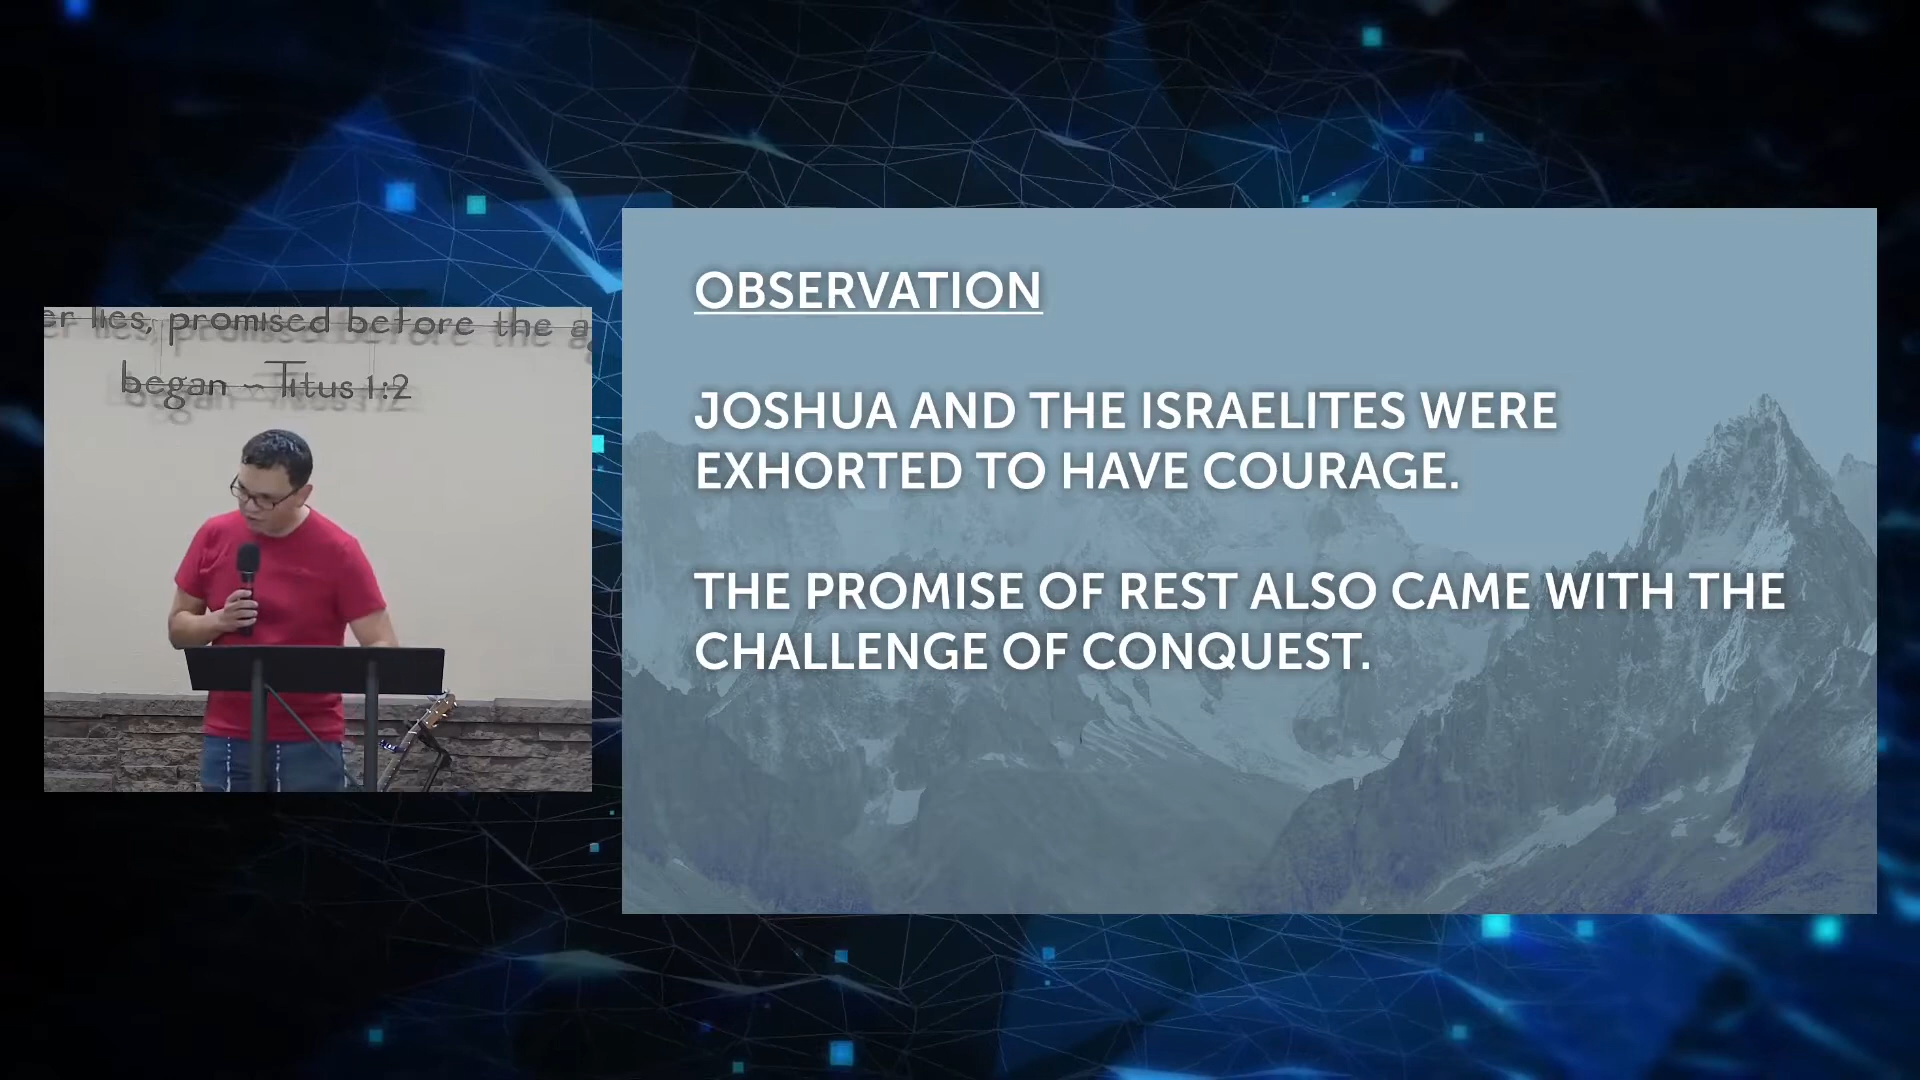 er lies, promised before the a
began ~ Titus 1:2
OBSERVATION
JOSHUA AND THE ISRAELITES WERE
EXHORTED TO HAVE COURAGE.
THE PROMISE OF REST ALSO CAME WITH THE
CHALLENGE OF CONQUEST.